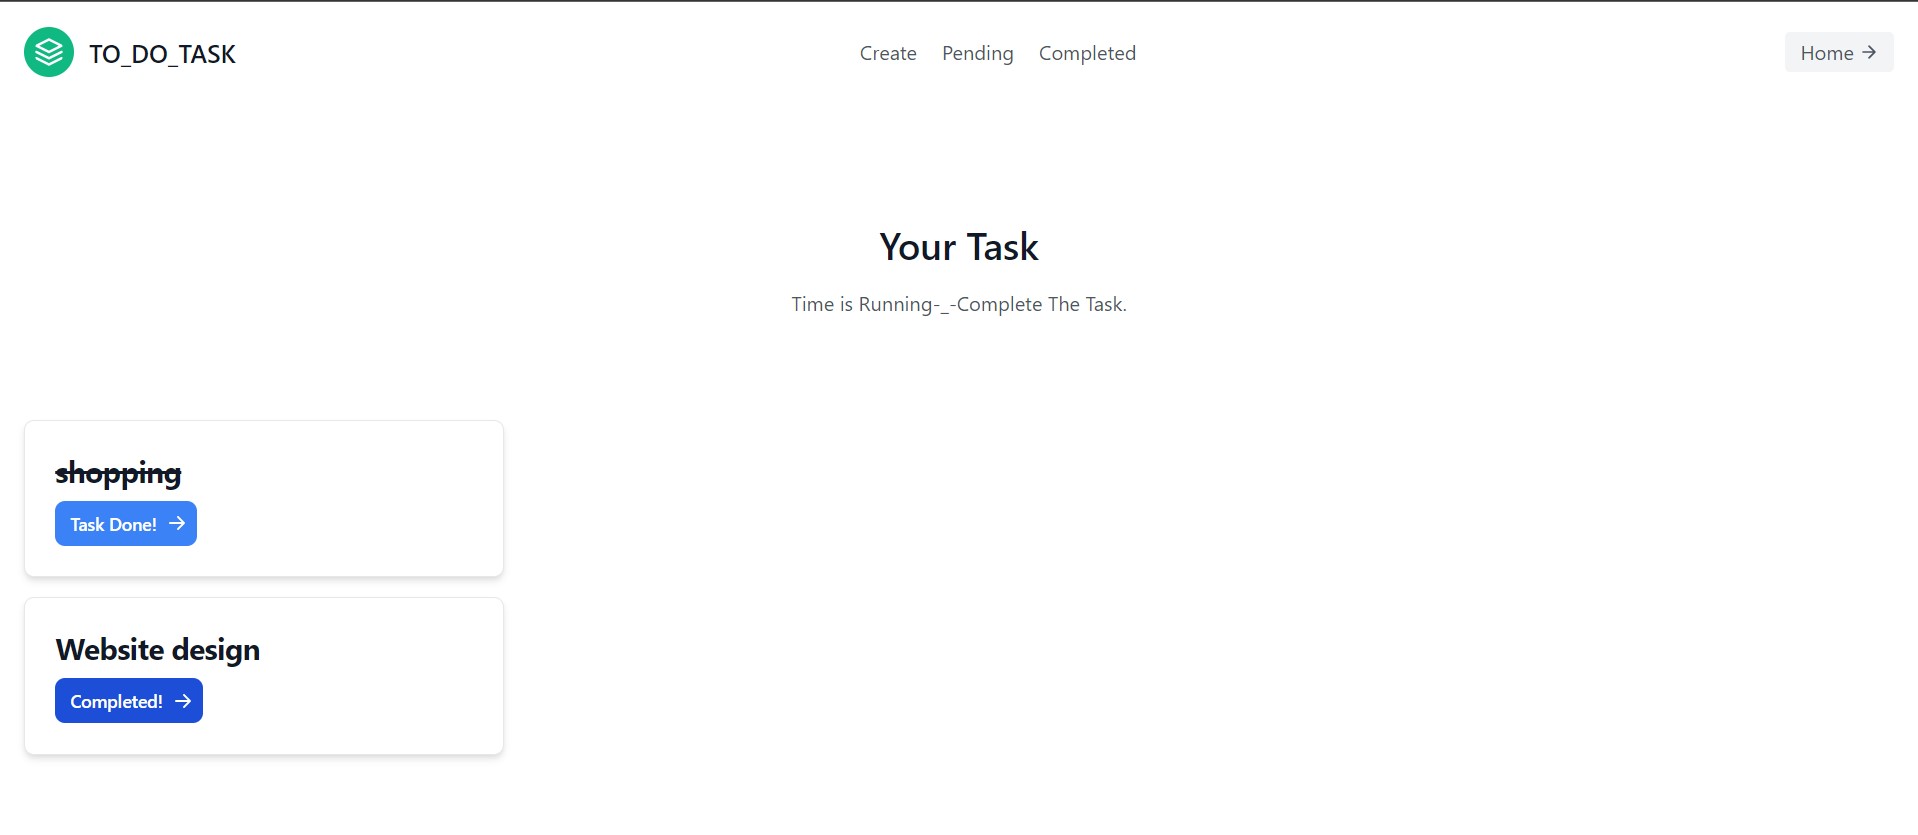 TO_DO_TASK
Create Pending Completed
Home →
Your Task
Time is Running-_-Complete The Task.
shopping
Task Done! →
Website design
Completed! →